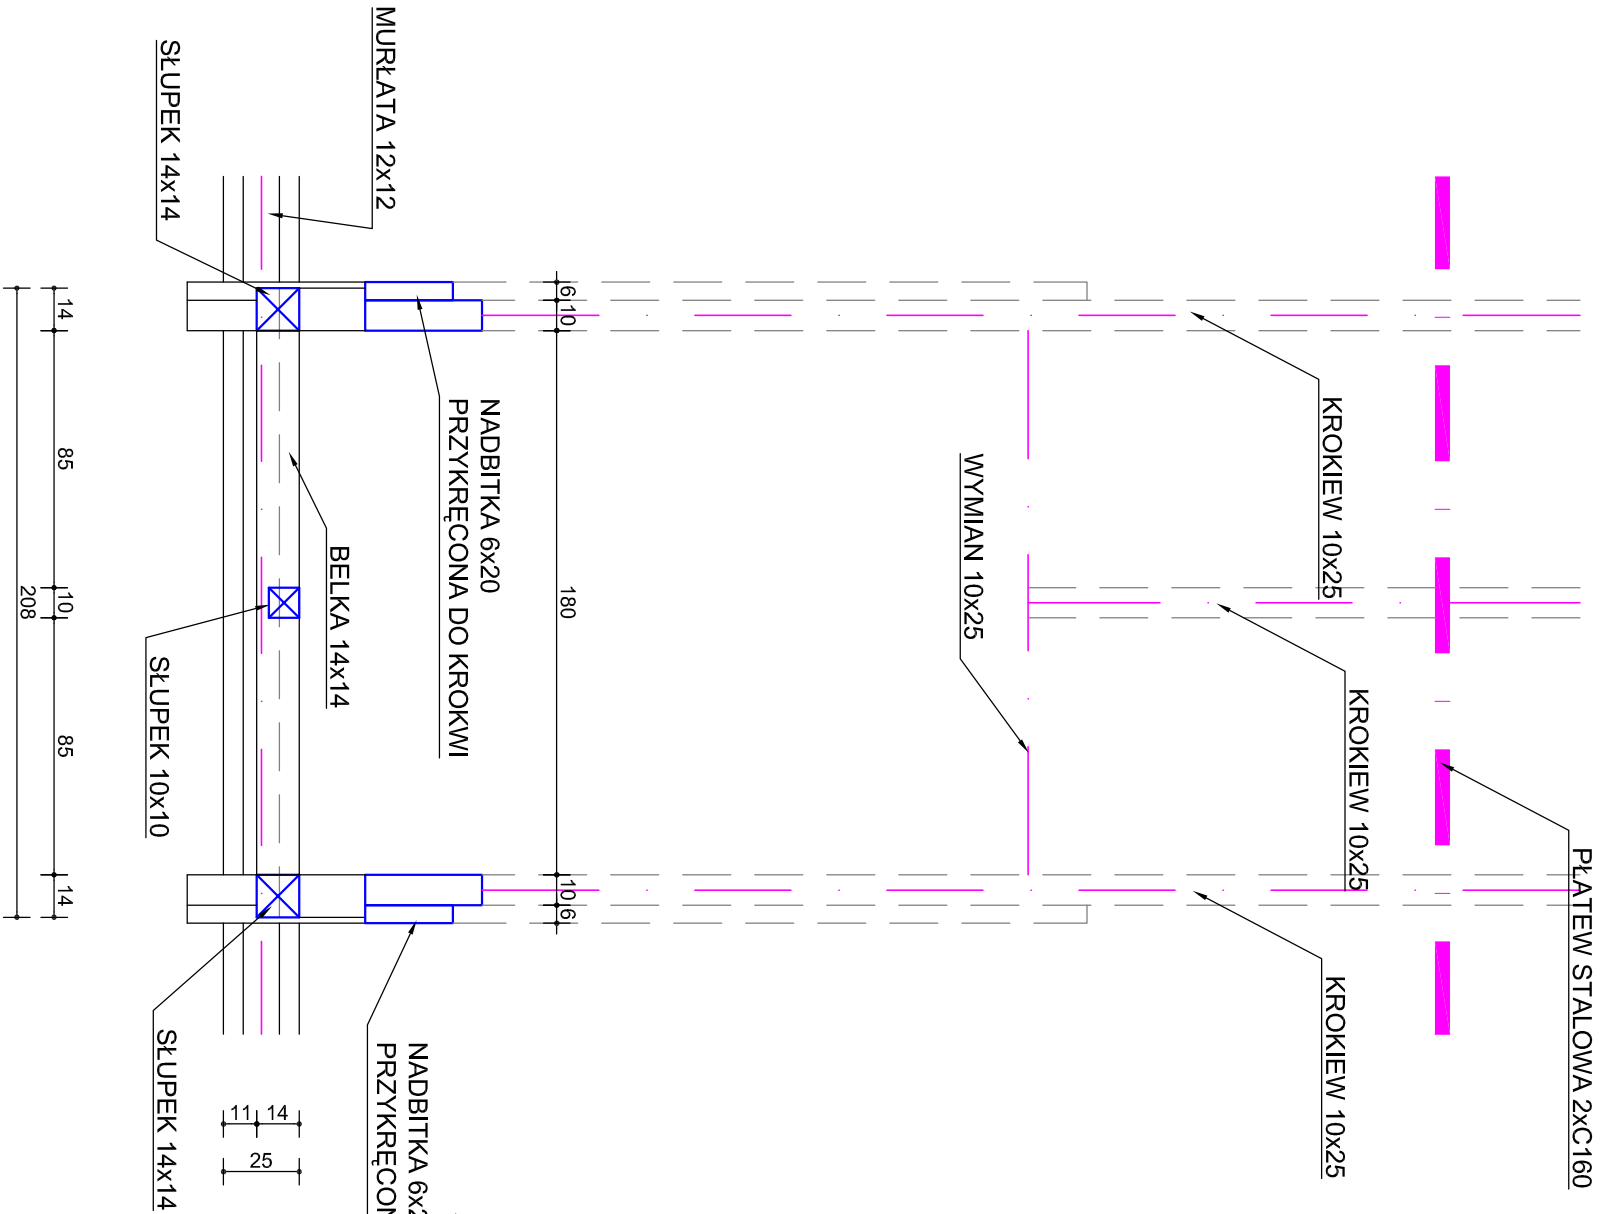 PŁATEW STALOWA 2xC160
KROKIEW 10x25
KROKIEW 10x25
KROKIEW 10x25
WYMIAN 10x25
6
10
180
10
6
NADBITKA 6x20
PRZYKRĘCONA DO KROKWI
NADBITKA 6x2
PRZYKRĘCON
MURŁATA 12x12
BELKA 14x14
SŁUPEK 14x14
SŁUPEK 10x10
SŁUPEK 14x14
14
85
10
85
14
208
11
14
25